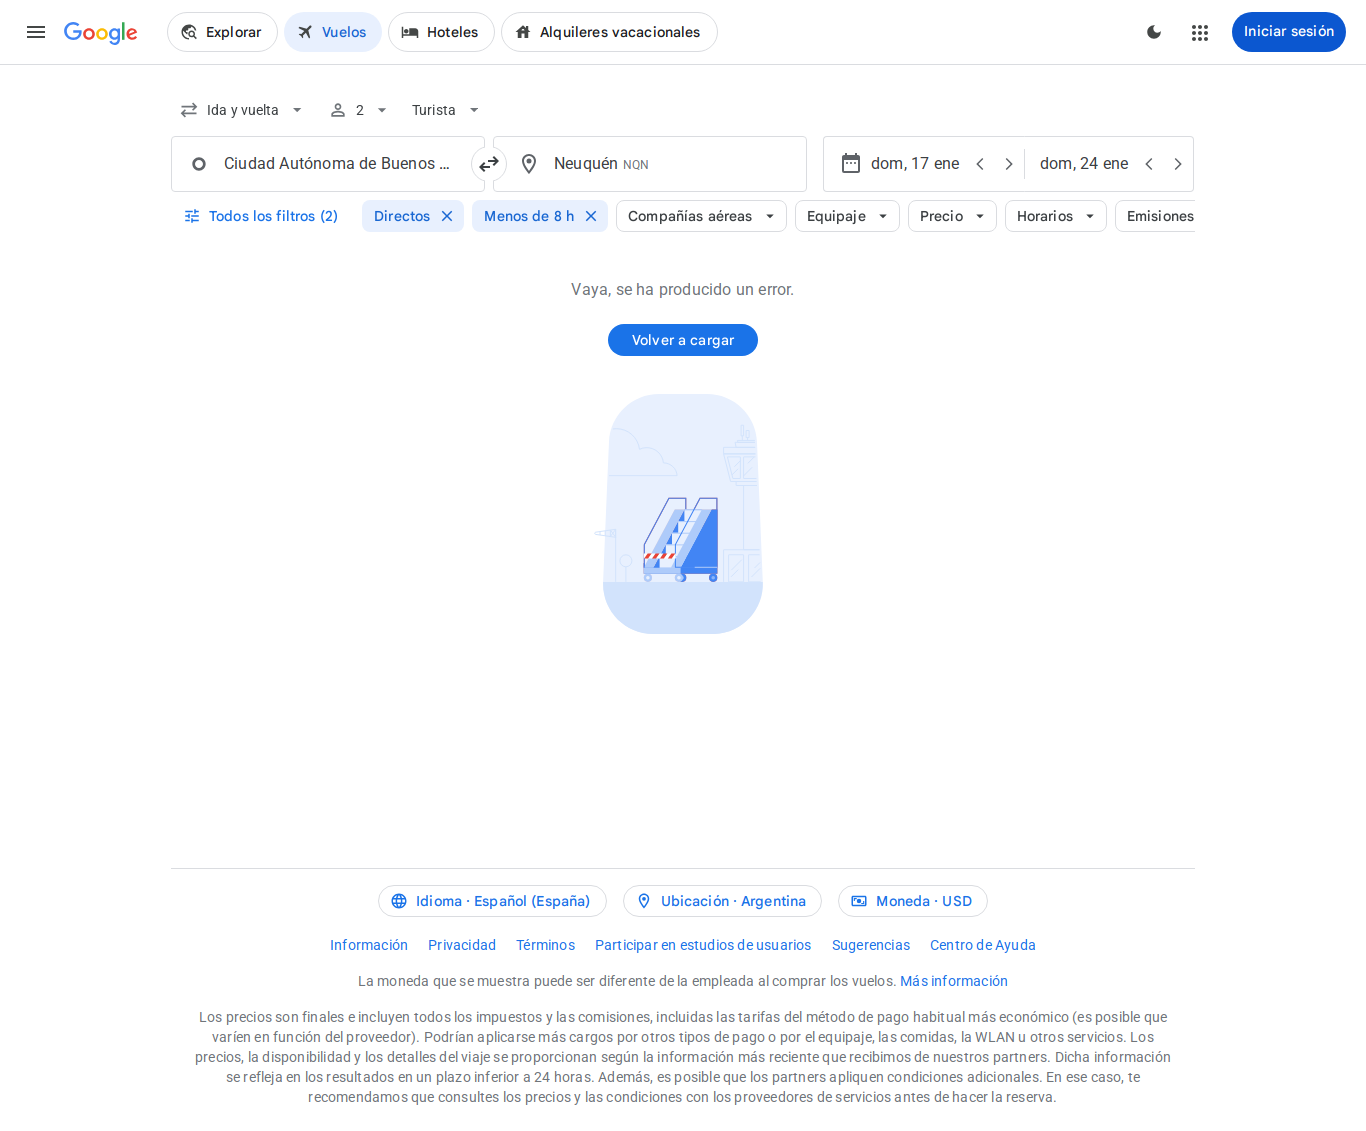 Google
Explorar
Vuelos
Hoteles
Alquileres vacacionales
Iniciar sesión
Ida y vuelta
2
Turista
Ciudad Autónoma de Buenos ...
Neuquén NQN
dom, 17 ene
dom, 24 ene
Todos los filtros (2)
Directos
Menos de 8 h
Compañías aéreas
Equipaje
Precio
Horarios
Emisiones
Vaya, se ha producido un error.
Volver a cargar
Idioma · Español (España)
Ubicación · Argentina
Moneda · USD
Información
Privacidad
Términos
Participar en estudios de usuarios
Sugerencias
Centro de Ayuda
La moneda que se muestra puede ser diferente de la empleada al comprar los vuelos. Más información
Los precios son finales e incluyen todos los impuestos y las comisiones, incluidas las tarifas del método de pago habitual más económico (es posible que
varíen en función del proveedor). Podrían aplicarse más cargos por otros tipos de pago o por el equipaje, las comidas, la WLAN u otros servicios. Los
precios, la disponibilidad y los detalles del viaje se proporcionan según la información más reciente que recibimos de nuestros partners. Dicha información
se refleja en los resultados en un plazo inferior a 24 horas. Además, es posible que los partners apliquen condiciones adicionales. En ese caso, te
recomendamos que consultes los precios y las condiciones con los proveedores de servicios antes de hacer la reserva.